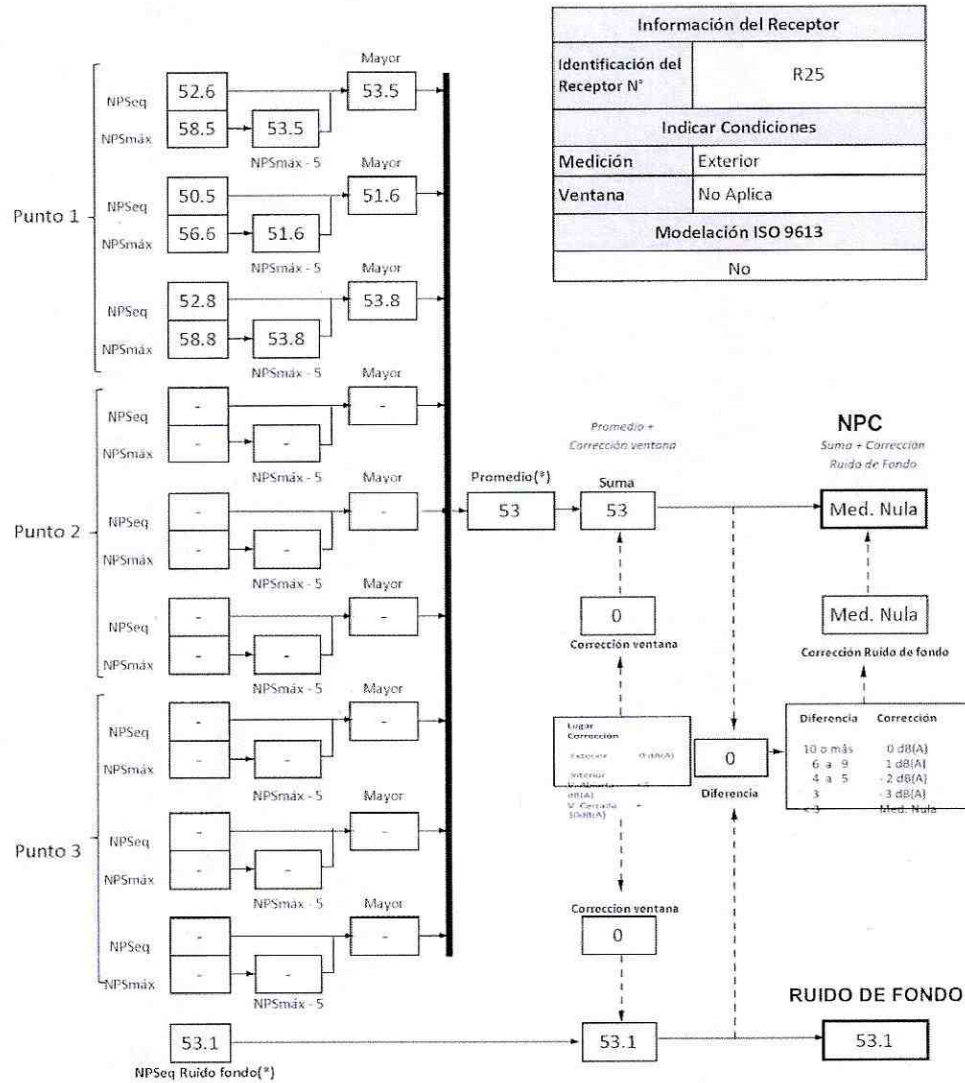 Información del Receptor
Identificación del Receptor N° R25
Indicar Condiciones
Medición Exterior
Ventana No Aplica
Modelación ISO 9613
No
Punto 1
Mayor
NPSeq 52.6 53.5
NPSmáx 58.5 53.5
NPSmáx - 5
Mayor
NPSeq 50.5 51.6
NPSmáx 56.6 51.6
NPSmáx - 5
Mayor
NPSeq 52.8 53.8
NPSmáx 58.8 53.8
NPSmáx - 5
Punto 2
Mayor
NPSeq - -
NPSmáx - -
NPSmáx - 5
Mayor
NPSeq - -
NPSmáx - -
NPSmáx - 5
Mayor
NPSeq - -
NPSmáx - -
NPSmáx - 5
Punto 3
Mayor
NPSeq - -
NPSmáx - -
NPSmáx - 5
Mayor
NPSeq - -
NPSmáx - -
NPSmáx - 5
Mayor
NPSeq - -
NPSmáx - -
NPSmáx - 5
Promedio(*)
53
Promedio +
Corrección ventana
Suma
53
NPC
Suma + Corrección
Ruido de Fondo
Med. Nula
0
Corrección ventana
Med. Nula
Corrección Ruido de fondo
Lugar
Corrección
Exterior 0 dB(A)
Interior
V. Abierta +5
dB(A)
V. Cerrada +
10dB(A)
0
Diferencia
Diferencia Corrección
10 o más 0 dB(A)
6 a 9 1 dB(A)
4 a 5 -2 dB(A)
3 -3 dB(A)
< 3 Med. Nula
Correccion ventana
0
RUIDO DE FONDO
53.1 53.1 53.1
NPSeq Ruido fondo(*)